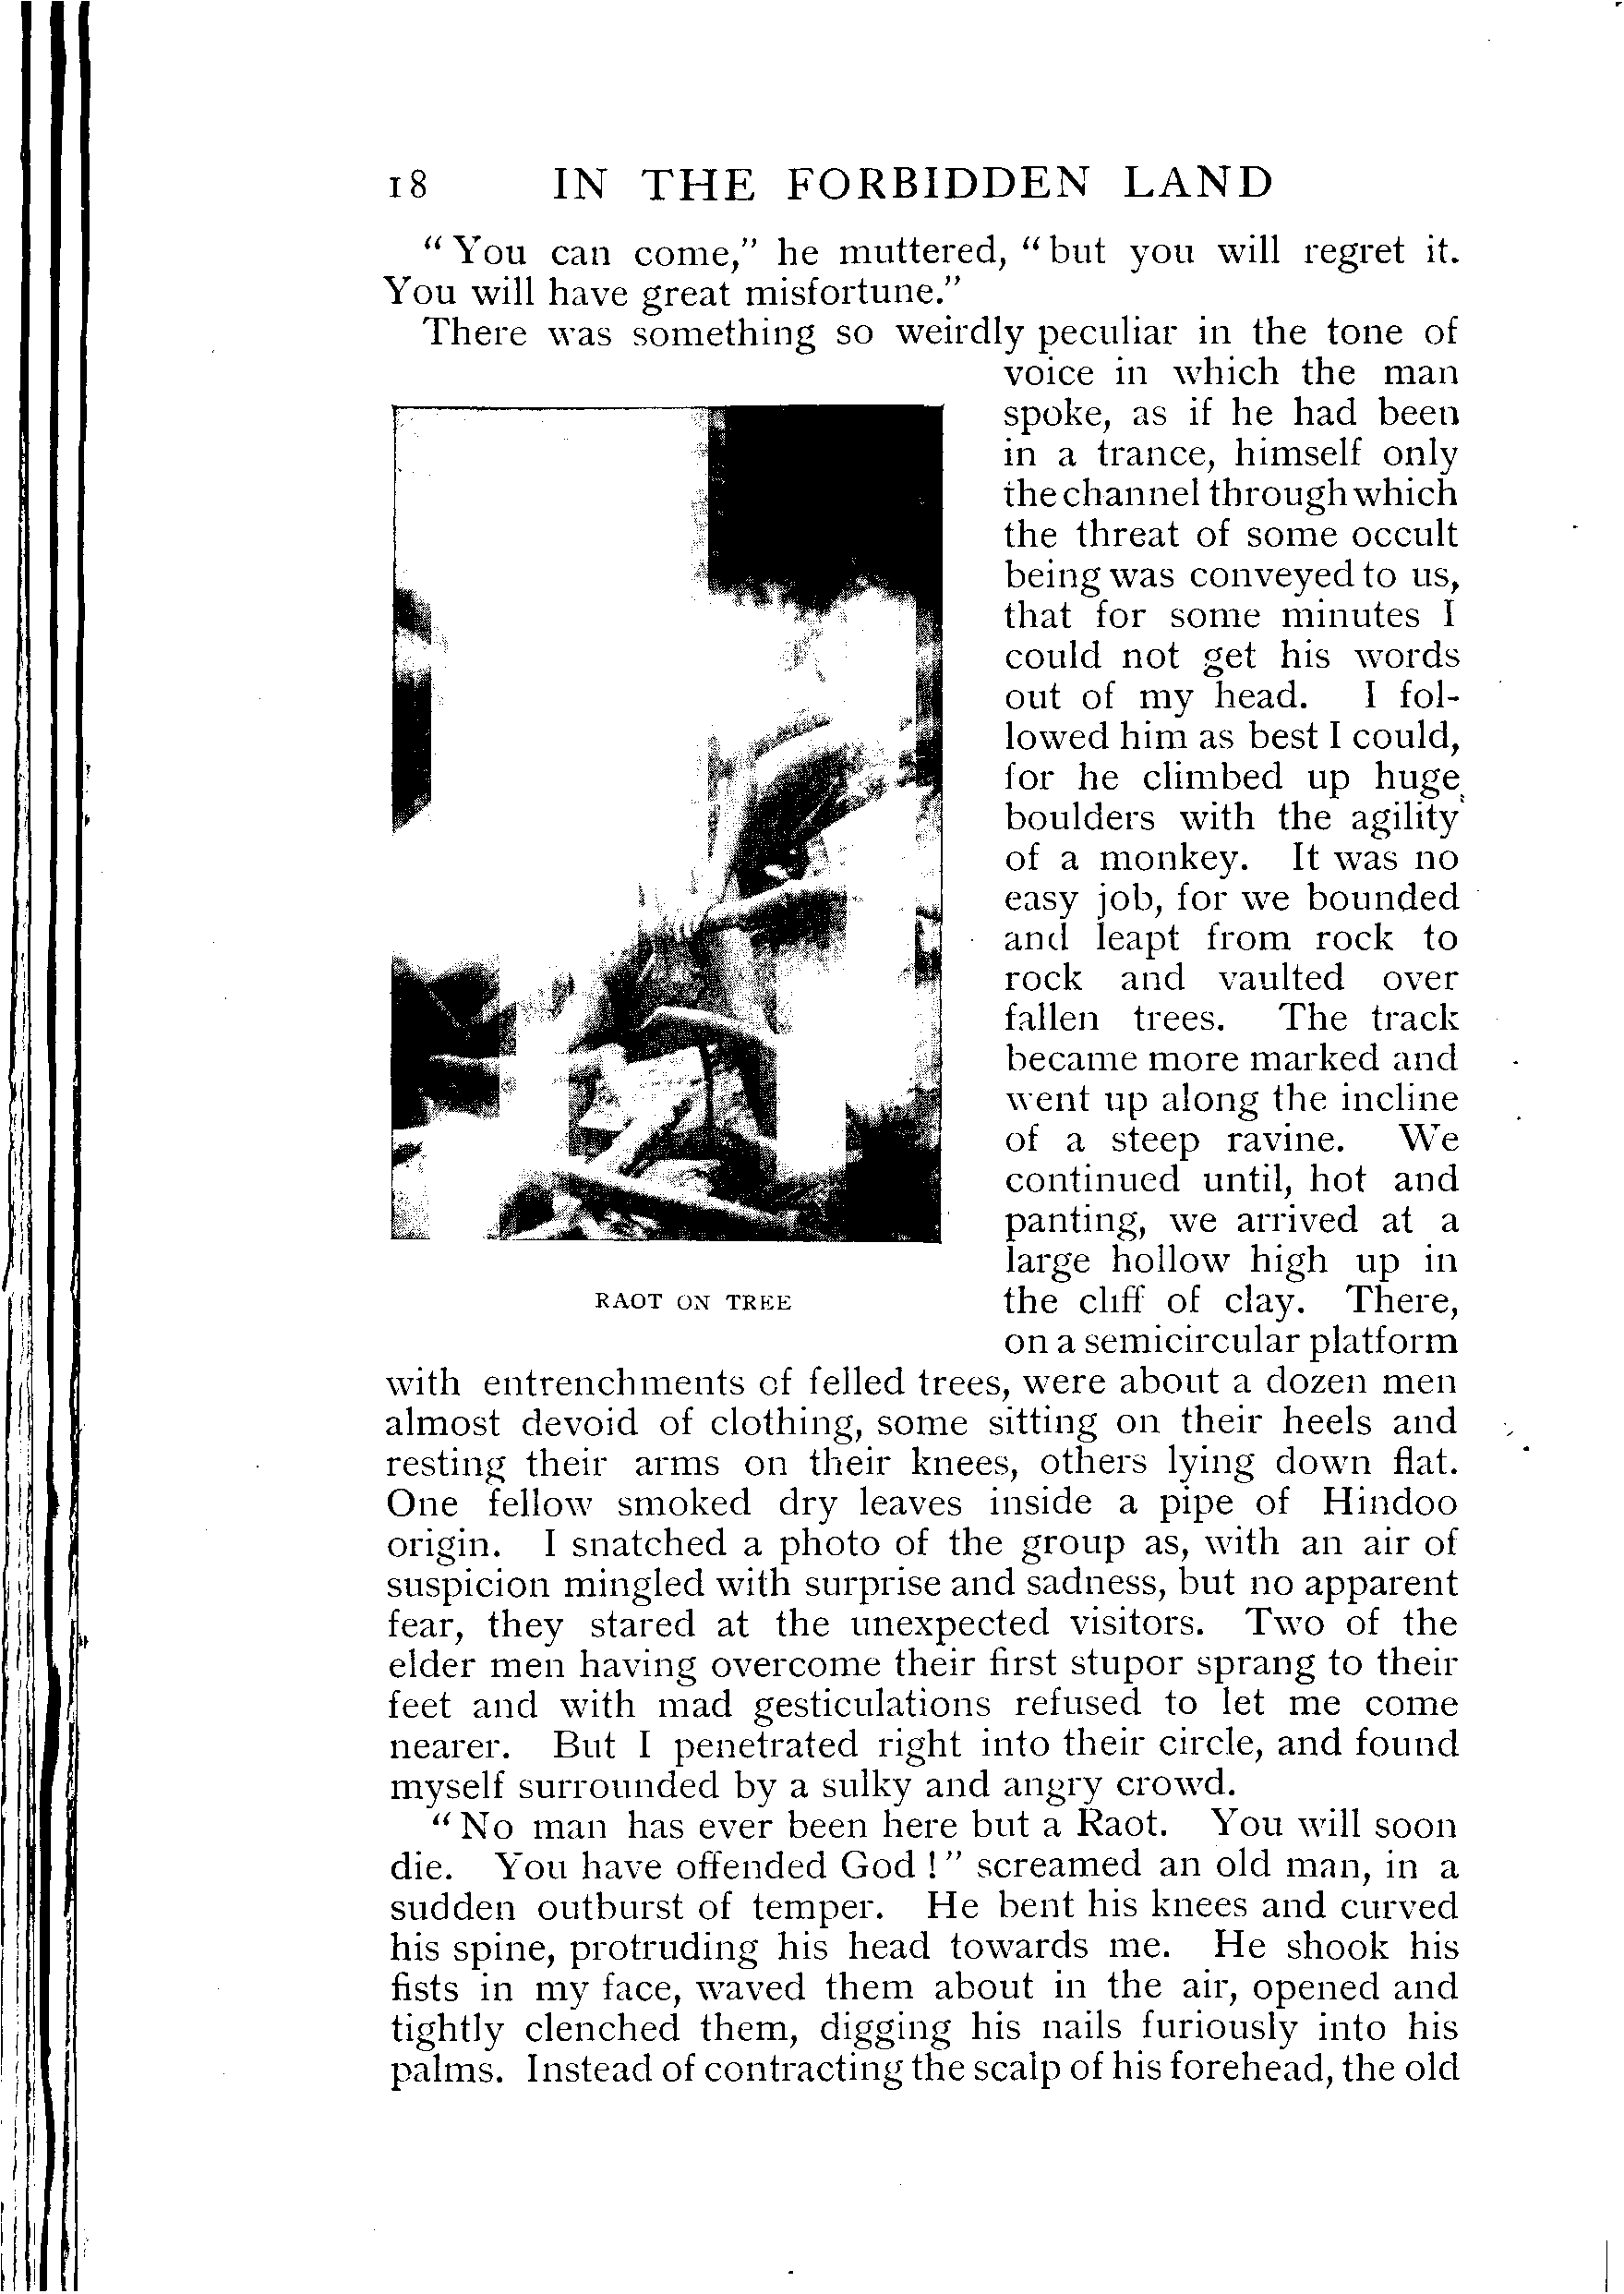 18 IN THE FORBIDDEN LAND
“ You can come,” he muttered, “ but you will regret it.
You will have great misfortune.”
There was something so weirdly peculiar in the tone of
voice in which the man
spoke, as if he had been
in a trance, himself only
the channel through which
the threat of some occult
being was conveyed to us,
that for some minutes I
could not get his words
out of my head. I fol-
lowed him as best I could,
for he climbed up huge
boulders with the agility
of a monkey. It was no
easy job, for we bounded
and leapt from rock to
rock and vaulted over
fallen trees. The track
became more marked and
went up along the incline
of a steep ravine. We
continued until, hot and
panting, we arrived at a
large hollow high up in
the cliff of clay. There,
on a semicircular platform
RAOT ON TREE
with entrenchments of felled trees, were about a dozen men
almost devoid of clothing, some sitting on their heels and
resting their arms on their knees, others lying down flat.
One fellow smoked dry leaves inside a pipe of Hindoo
origin. I snatched a photo of the group as, with an air of
suspicion mingled with surprise and sadness, but no apparent
fear, they stared at the unexpected visitors. Two of the
elder men having overcome their first stupor sprang to their
feet and with mad gesticulations refused to let me come
nearer. But I penetrated right into their circle, and found
myself surrounded by a sulky and angry crowd.
“ No man has ever been here but a Raot. You will soon
die. You have offended God ! ” screamed an old man, in a
sudden outburst of temper. He bent his knees and curved
his spine, protruding his head towards me. He shook his
fists in my face, waved them about in the air, opened and
tightly clenched them, digging his nails furiously into his
palms. Instead of contracting the scalp of his forehead, the old